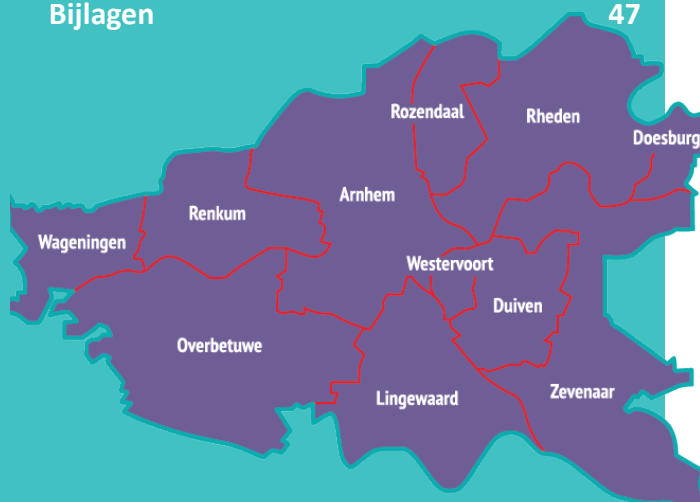 Bijlagen 47
Rozendaal
Rheden
Doesburg
Arnhem
Renkum
Wageningen
Westervoort
Duiven
Overbetuwe
Zevenaar
Lingewaard